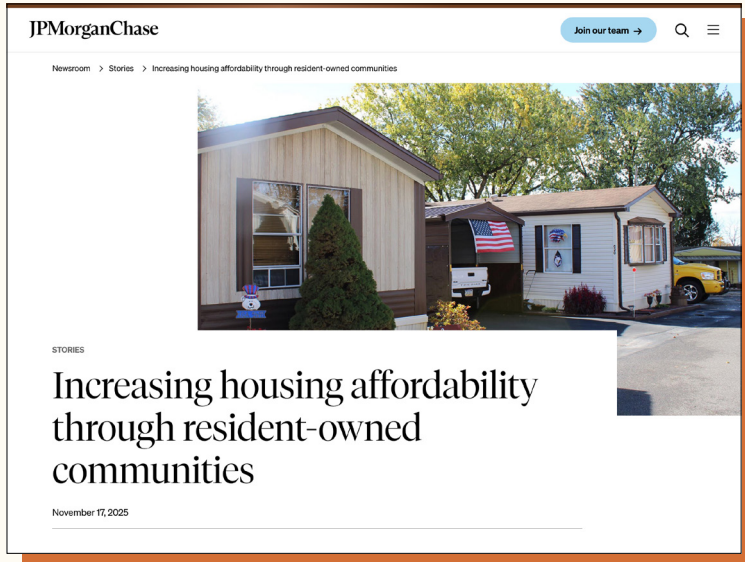 JPMorganChase
Join our team →
Newsroom > Stories > Increasing housing affordability through resident-owned communities
STORIES
Increasing housing affordability
through resident-owned
communities
November 17, 2025